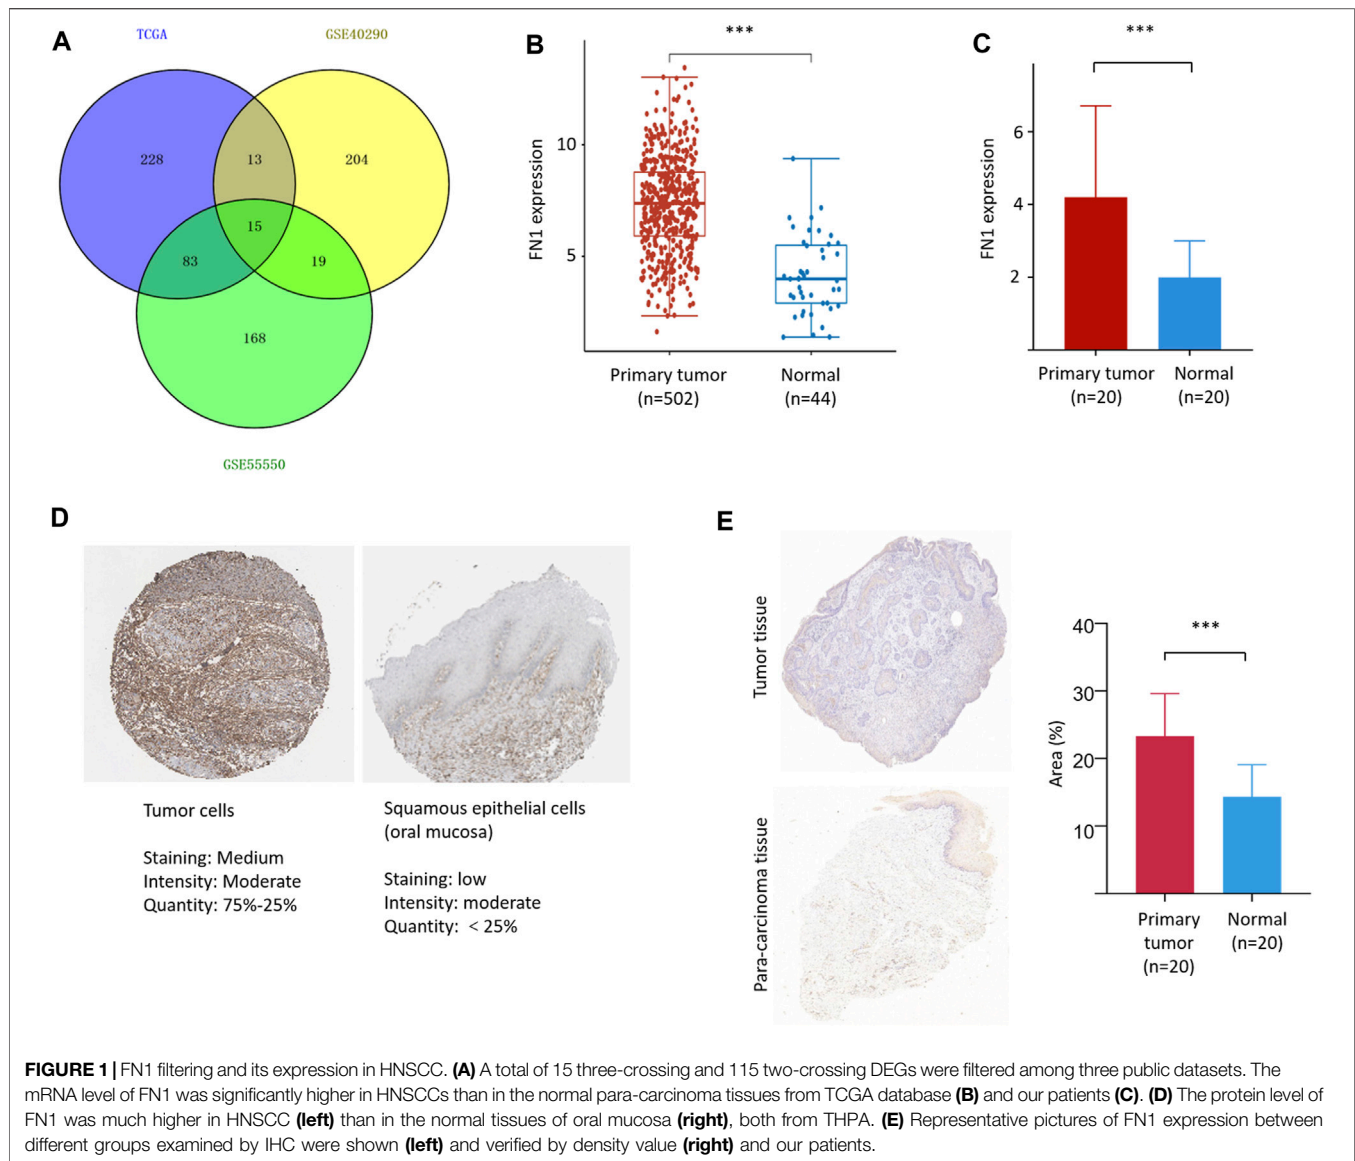 A
TCGA
GSE40290
228
13
204
15
83
19
168
GSE55550
B
***
FN1 expression
10
5
Primary tumor
(n=502)
Normal
(n=44)
C
***
FN1 expression
6
4
2
Primary tumor
(n=20)
Normal
(n=20)
D
Tumor cells
Staining: Medium
Intensity: Moderate
Quantity: 75%-25%
Squamous epithelial cells
(oral mucosa)
Staining: low
Intensity: moderate
Quantity: < 25%
E
Tumor tissue
Para-carcinoma tissue
***
Area (%)
40
30
20
10
Primary
tumor
(n=20)
Normal
(n=20)
FIGURE 1 | FN1 filtering and its expression in HNSCC. (A) A total of 15 three-crossing and 115 two-crossing DEGs were filtered among three public datasets. The
mRNA level of FN1 was significantly higher in HNSCCs than in the normal para-carcinoma tissues from TCGA database (B) and our patients (C). (D) The protein level of
FN1 was much higher in HNSCC (left) than in the normal tissues of oral mucosa (right), both from THPA. (E) Representative pictures of FN1 expression between
different groups examined by IHC were shown (left) and verified by density value (right) and our patients.